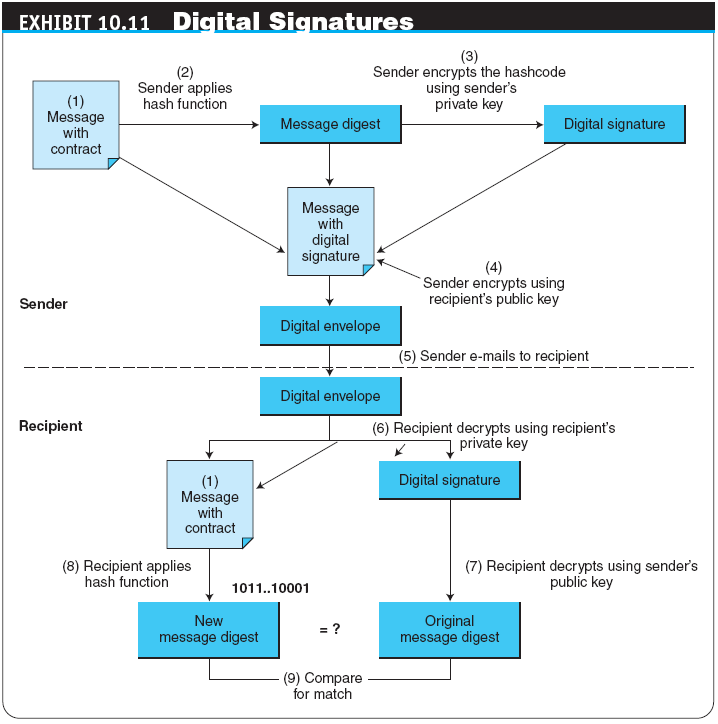 EXHIBIT 10.11 Digital Signatures
(1)
Message
with
contract
(2)
Sender applies
hash function
Message digest
(3)
Sender encrypts the hashcode
using sender's
private key
Digital signature
Message
with
digital
signature
(4)
Sender encrypts using
recipient's public key
Sender
Digital envelope
(5) Sender e-mails to recipient
Digital envelope
Recipient
(6) Recipient decrypts using recipient's
private key
(1)
Message
with
contract
Digital signature
(8) Recipient applies
hash function
1011..10001
(7) Recipient decrypts using sender's
public key
New
message digest
= ?
Original
message digest
(9) Compare
for match